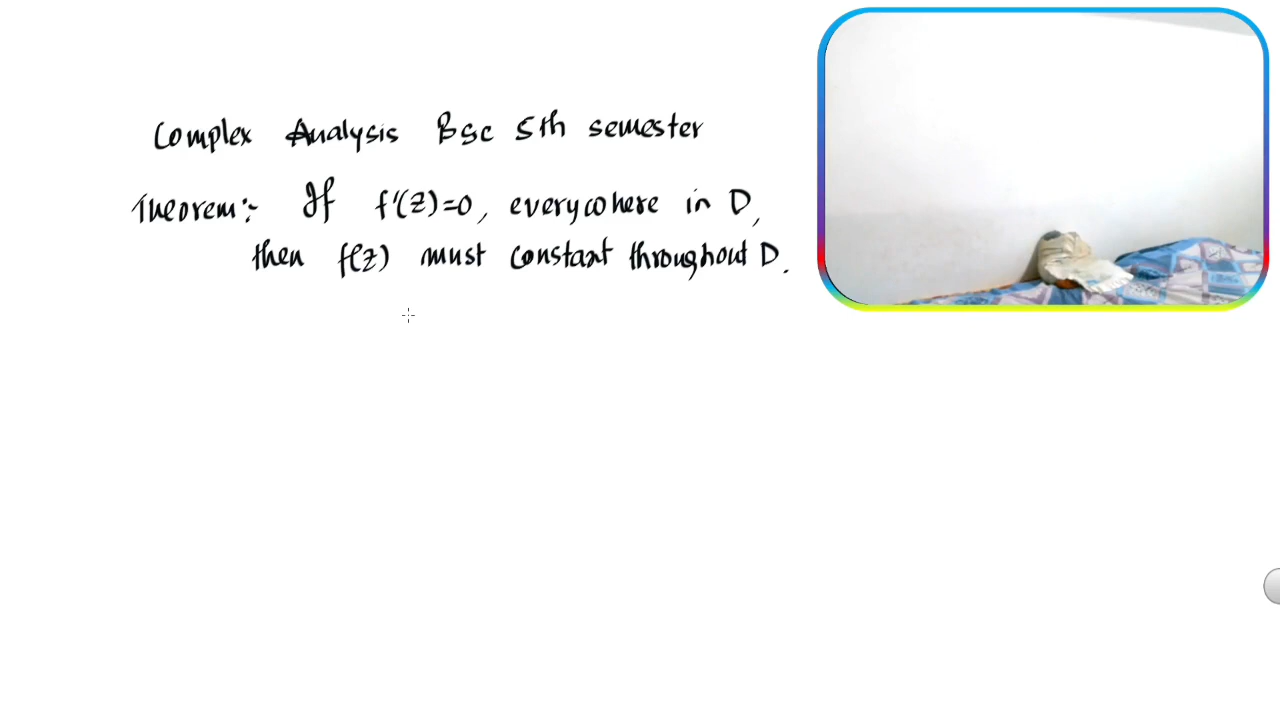 Complex Analysis Bsc 5th semester
Theorem:- If f'(z)=0, everywhere in D,
then f(z) must constant throughout D.